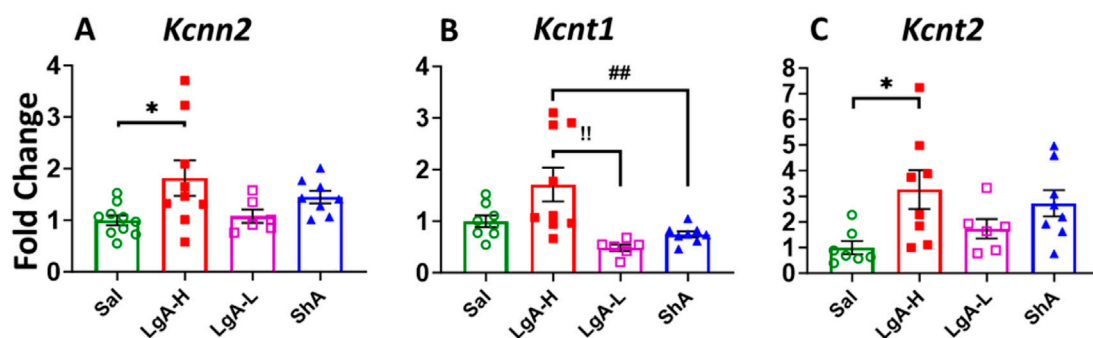 A Kcnn2
B Kcnt1
C Kcnt2
Fold Change
4
3
2
1
0
*
Sal
LgA-H
LgA-L
ShA
4
3
2
1
0
##
!!
Sal
LgA-H
LgA-L
ShA
8
7
6
5
4
3
2
1
0
*
Sal
LgA-H
LgA-L
ShA